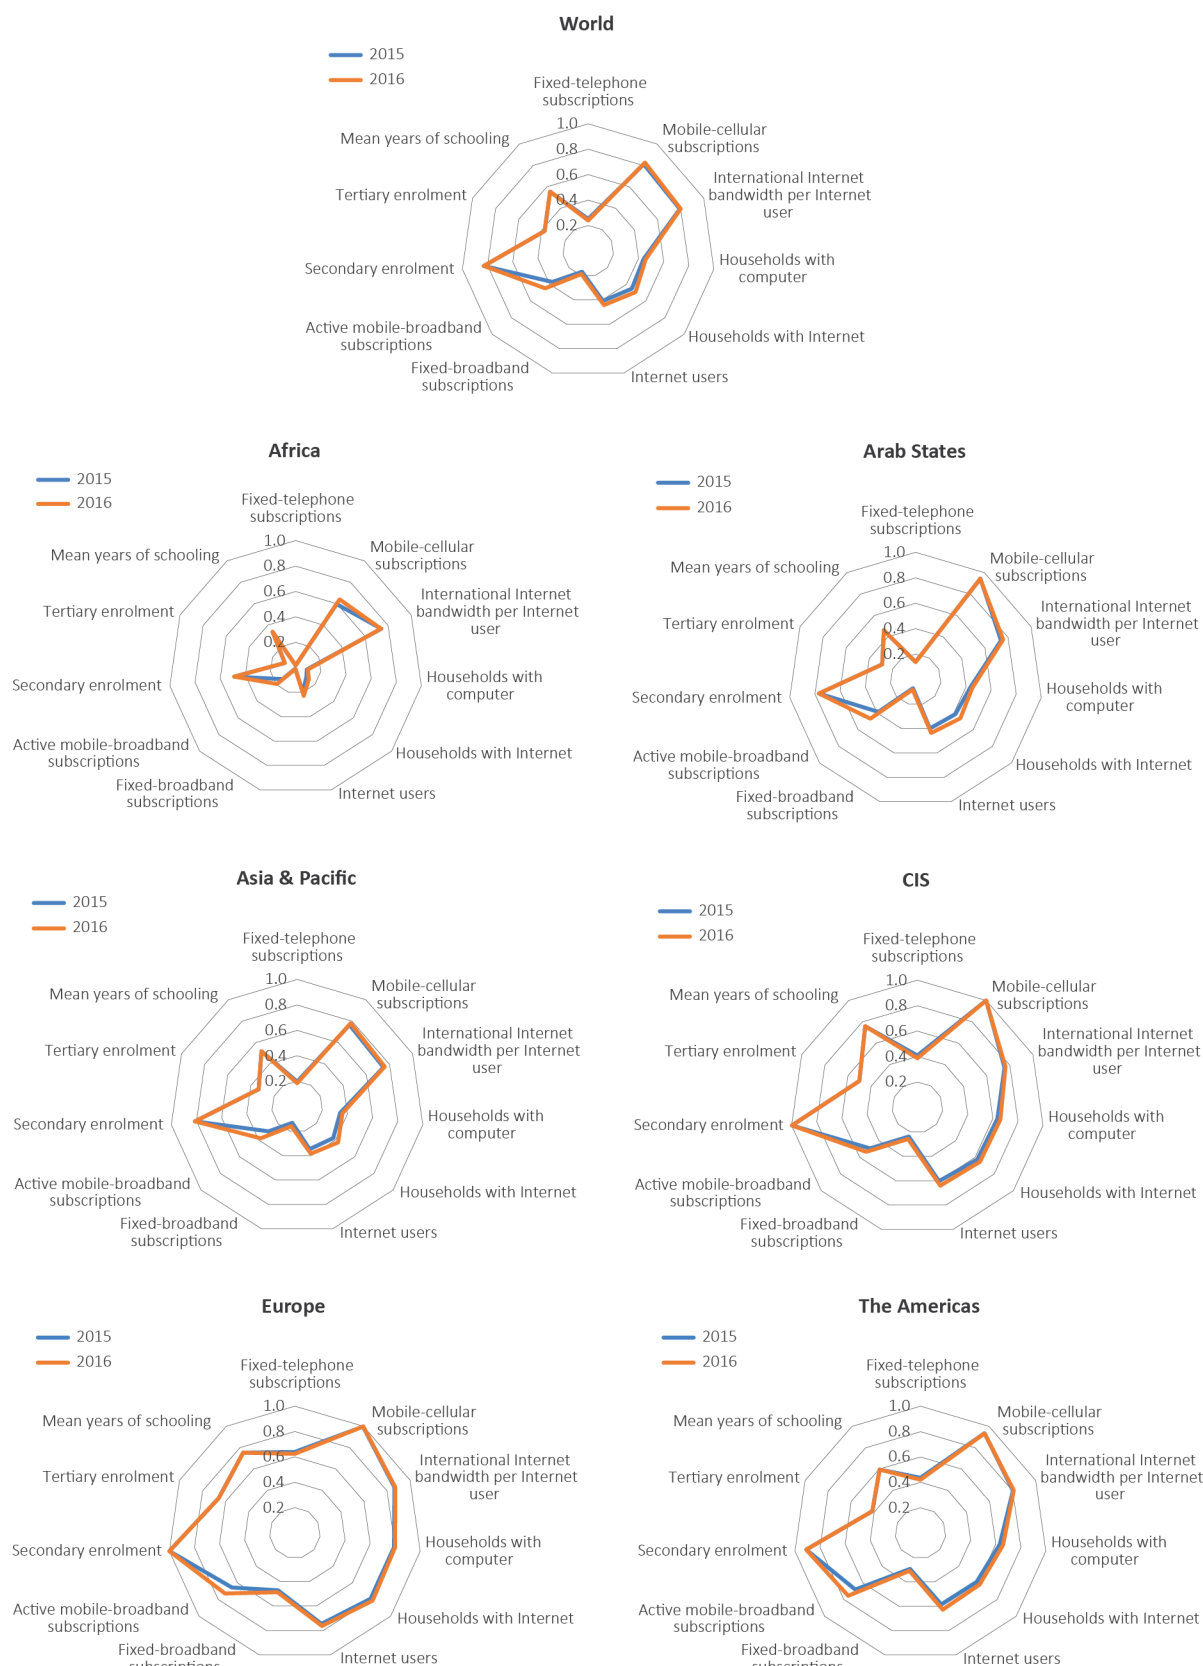 World
2015
2016
Fixed-telephone
subscriptions
1.0
0.8
0.6
0.4
0.2
Mobile-cellular
subscriptions
International Internet
bandwidth per Internet
user
Households with
computer
Households with Internet
Internet users
Fixed-broadband
subscriptions
Active mobile-broadband
subscriptions
Secondary enrolment
Tertiary enrolment
Mean years of schooling
Africa
2015
2016
Fixed-telephone
subscriptions
1.0
0.8
0.6
0.4
0.2
Mobile-cellular
subscriptions
International Internet
bandwidth per Internet
user
Households with
computer
Households with Internet
Internet users
Fixed-broadband
subscriptions
Active mobile-broadband
subscriptions
Secondary enrolment
Tertiary enrolment
Mean years of schooling
Arab States
2015
2016
Fixed-telephone
subscriptions
1.0
0.8
0.6
0.4
0.2
Mobile-cellular
subscriptions
International Internet
bandwidth per Internet
user
Households with
computer
Households with Internet
Internet users
Fixed-broadband
subscriptions
Active mobile-broadband
subscriptions
Secondary enrolment
Tertiary enrolment
Mean years of schooling
Asia & Pacific
2015
2016
Fixed-telephone
subscriptions
1.0
0.8
0.6
0.4
0.2
Mobile-cellular
subscriptions
International Internet
bandwidth per Internet
user
Households with
computer
Households with Internet
Internet users
Fixed-broadband
subscriptions
Active mobile-broadband
subscriptions
Secondary enrolment
Tertiary enrolment
Mean years of schooling
CIS
2015
2016
Fixed-telephone
subscriptions
1.0
0.8
0.6
0.4
0.2
Mobile-cellular
subscriptions
International Internet
bandwidth per Internet
user
Households with
computer
Households with Internet
Internet users
Fixed-broadband
subscriptions
Active mobile-broadband
subscriptions
Secondary enrolment
Tertiary enrolment
Mean years of schooling
Europe
2015
2016
Fixed-telephone
subscriptions
1.0
0.8
0.6
0.4
0.2
Mobile-cellular
subscriptions
International Internet
bandwidth per Internet
user
Households with
computer
Households with Internet
Internet users
Fixed-broadband
Active mobile-broadband
subscriptions
Secondary enrolment
Tertiary enrolment
Mean years of schooling
The Americas
2015
2016
Fixed-telephone
subscriptions
1.0
0.8
0.6
0.4
0.2
Mobile-cellular
subscriptions
International Internet
bandwidth per Internet
user
Households with
computer
Households with Internet
Internet users
Fixed-broadband
Active mobile-broadband
subscriptions
Secondary enrolment
Tertiary enrolment
Mean years of schooling